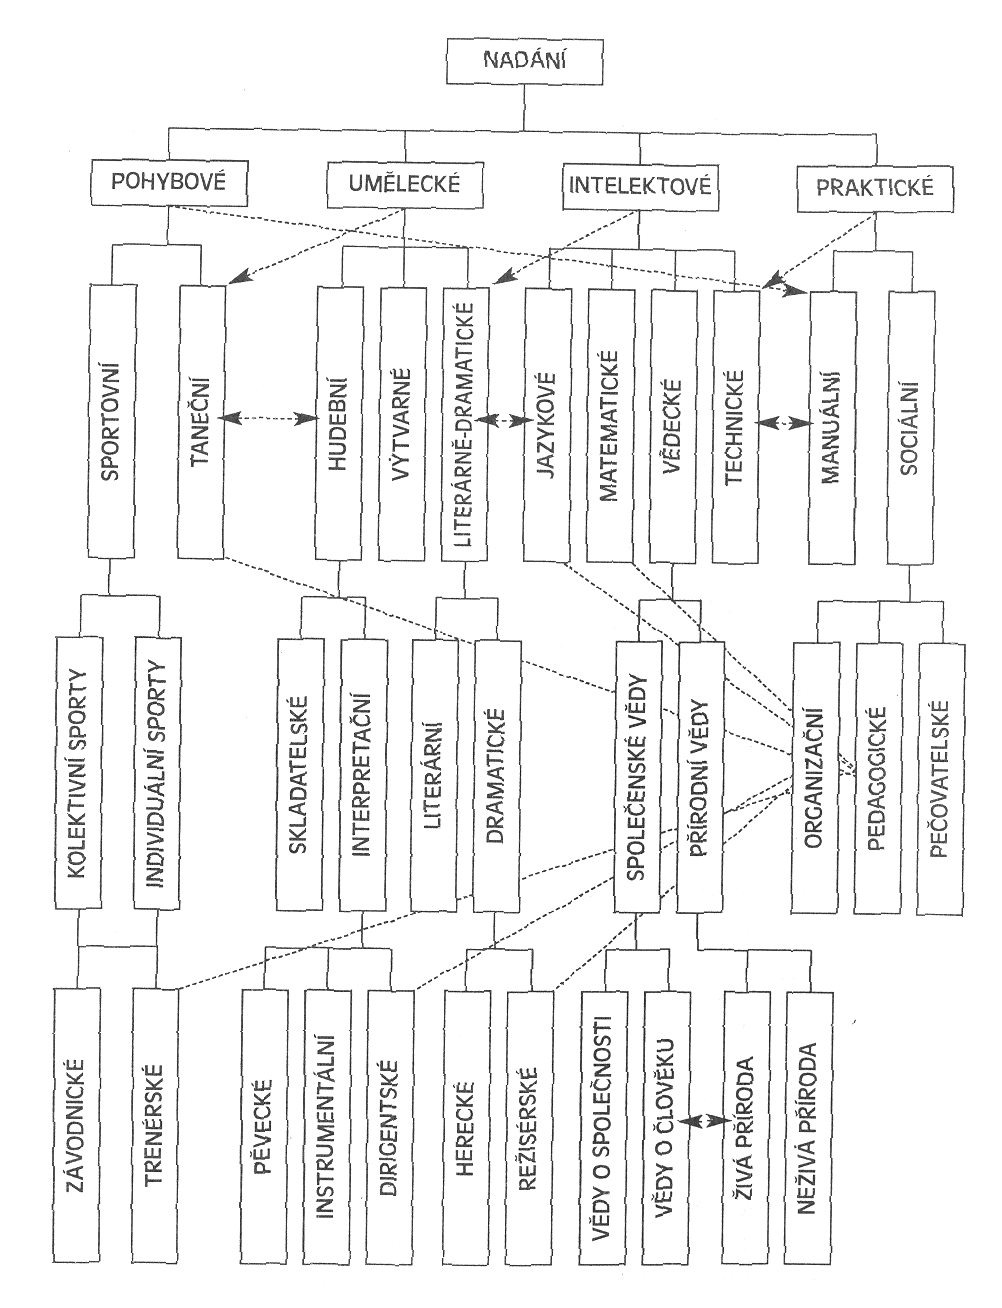 NADÁNÍ
POHYBOVÉ
UMĚLECKÉ
INTELEKTOVÉ
PRAKTICKÉ
SPORTOVNÍ
TANEČNÍ
HUDEBNÍ
VÝTVARNÉ
LITERÁRNĚ-DRAMATICKÉ
JAZYKOVÉ
MATEMATICKÉ
VĚDECKÉ
TECHNICKÉ
MANUÁLNÍ
SOCIÁLNÍ
KOLEKTIVNÍ SPORTY
INDIVIDUÁLNÍ SPORTY
SKLADATELSKÉ
INTERPRETAČNÍ
LITERÁRNÍ
DRAMATICKÉ
SPOLEČENSKÉ VĚDY
PŘÍRODNÍ VĚDY
ORGANIZAČNÍ
PEDAGOGICKÉ
PEČOVATELSKÉ
ZÁVODNICKÉ
TRENÉRSKÉ
PĚVECKÉ
INSTRUMENTÁLNÍ
DIRIGENTSKÉ
HERECKÉ
REŽISÉRSKÉ
VĚDY O SPOLEČNOSTI
VĚDY O ČLOVĚKU
ŽIVÁ PŘÍRODA
NEŽIVÁ PŘÍRODA